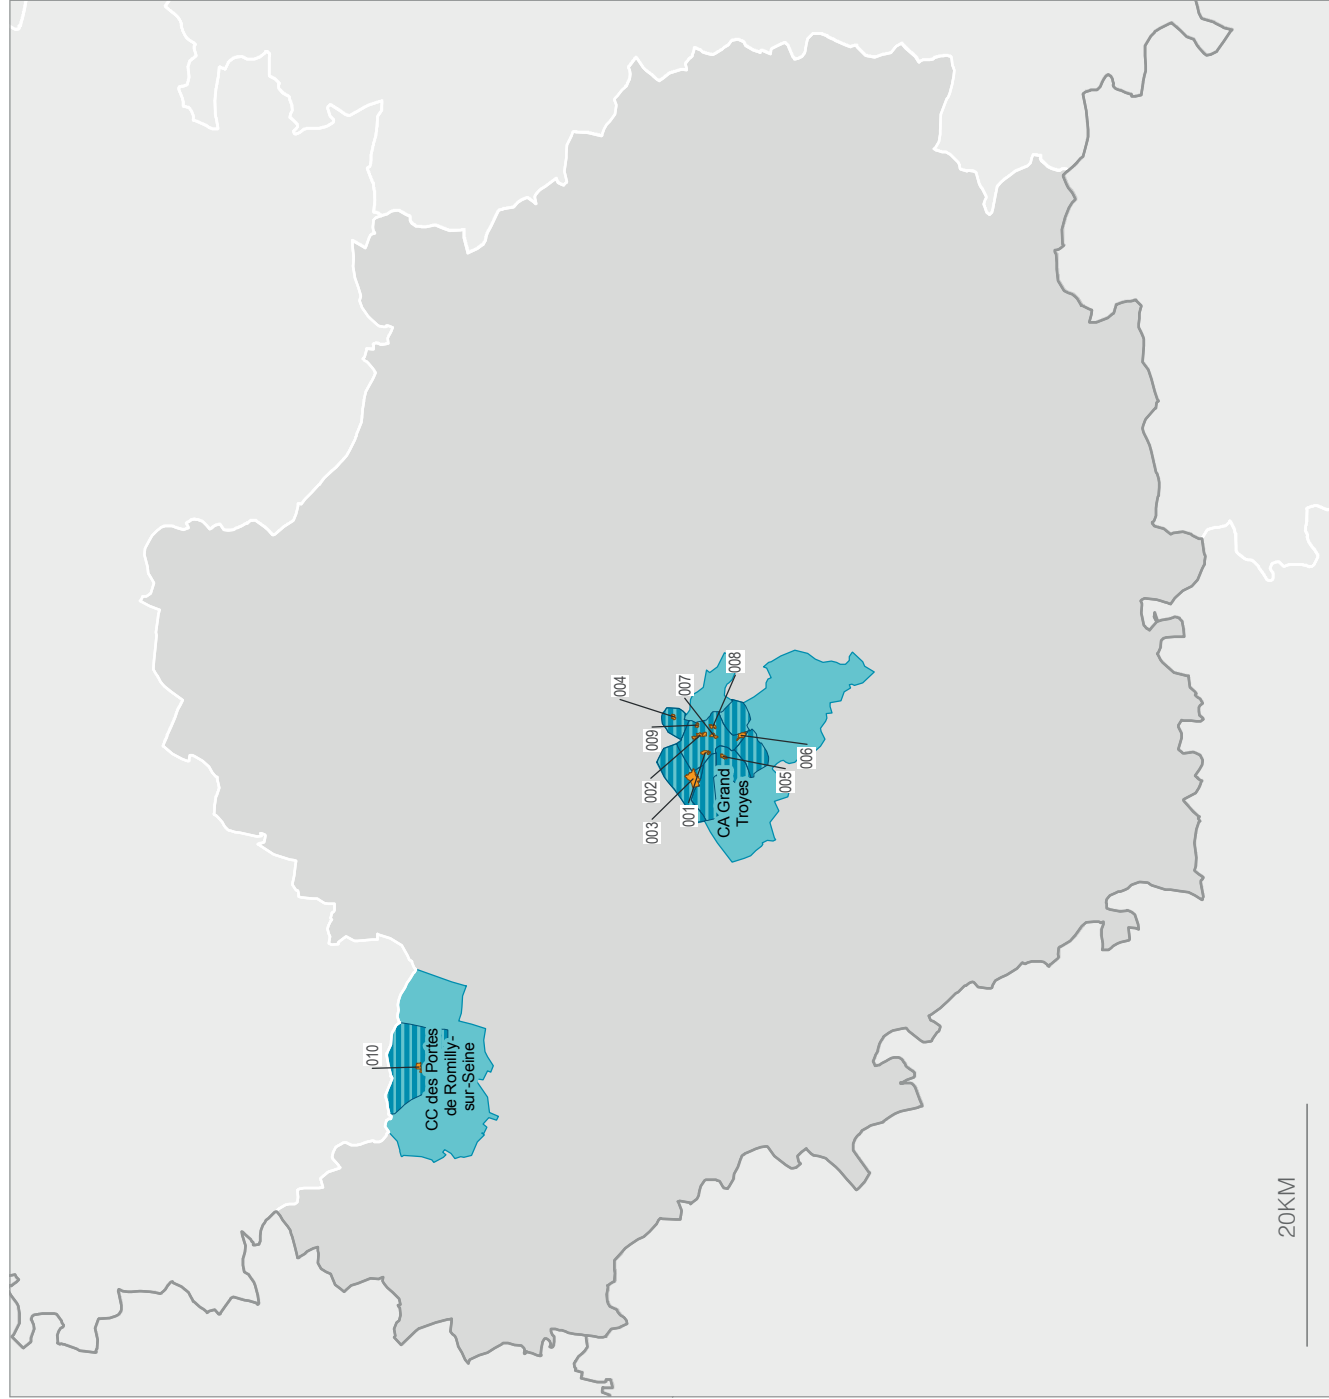 010
CC des Portes
de Romilly-
sur-Seine
004
009
007
008
002
003
001
CA Grand
Troyes
005
006
20KM